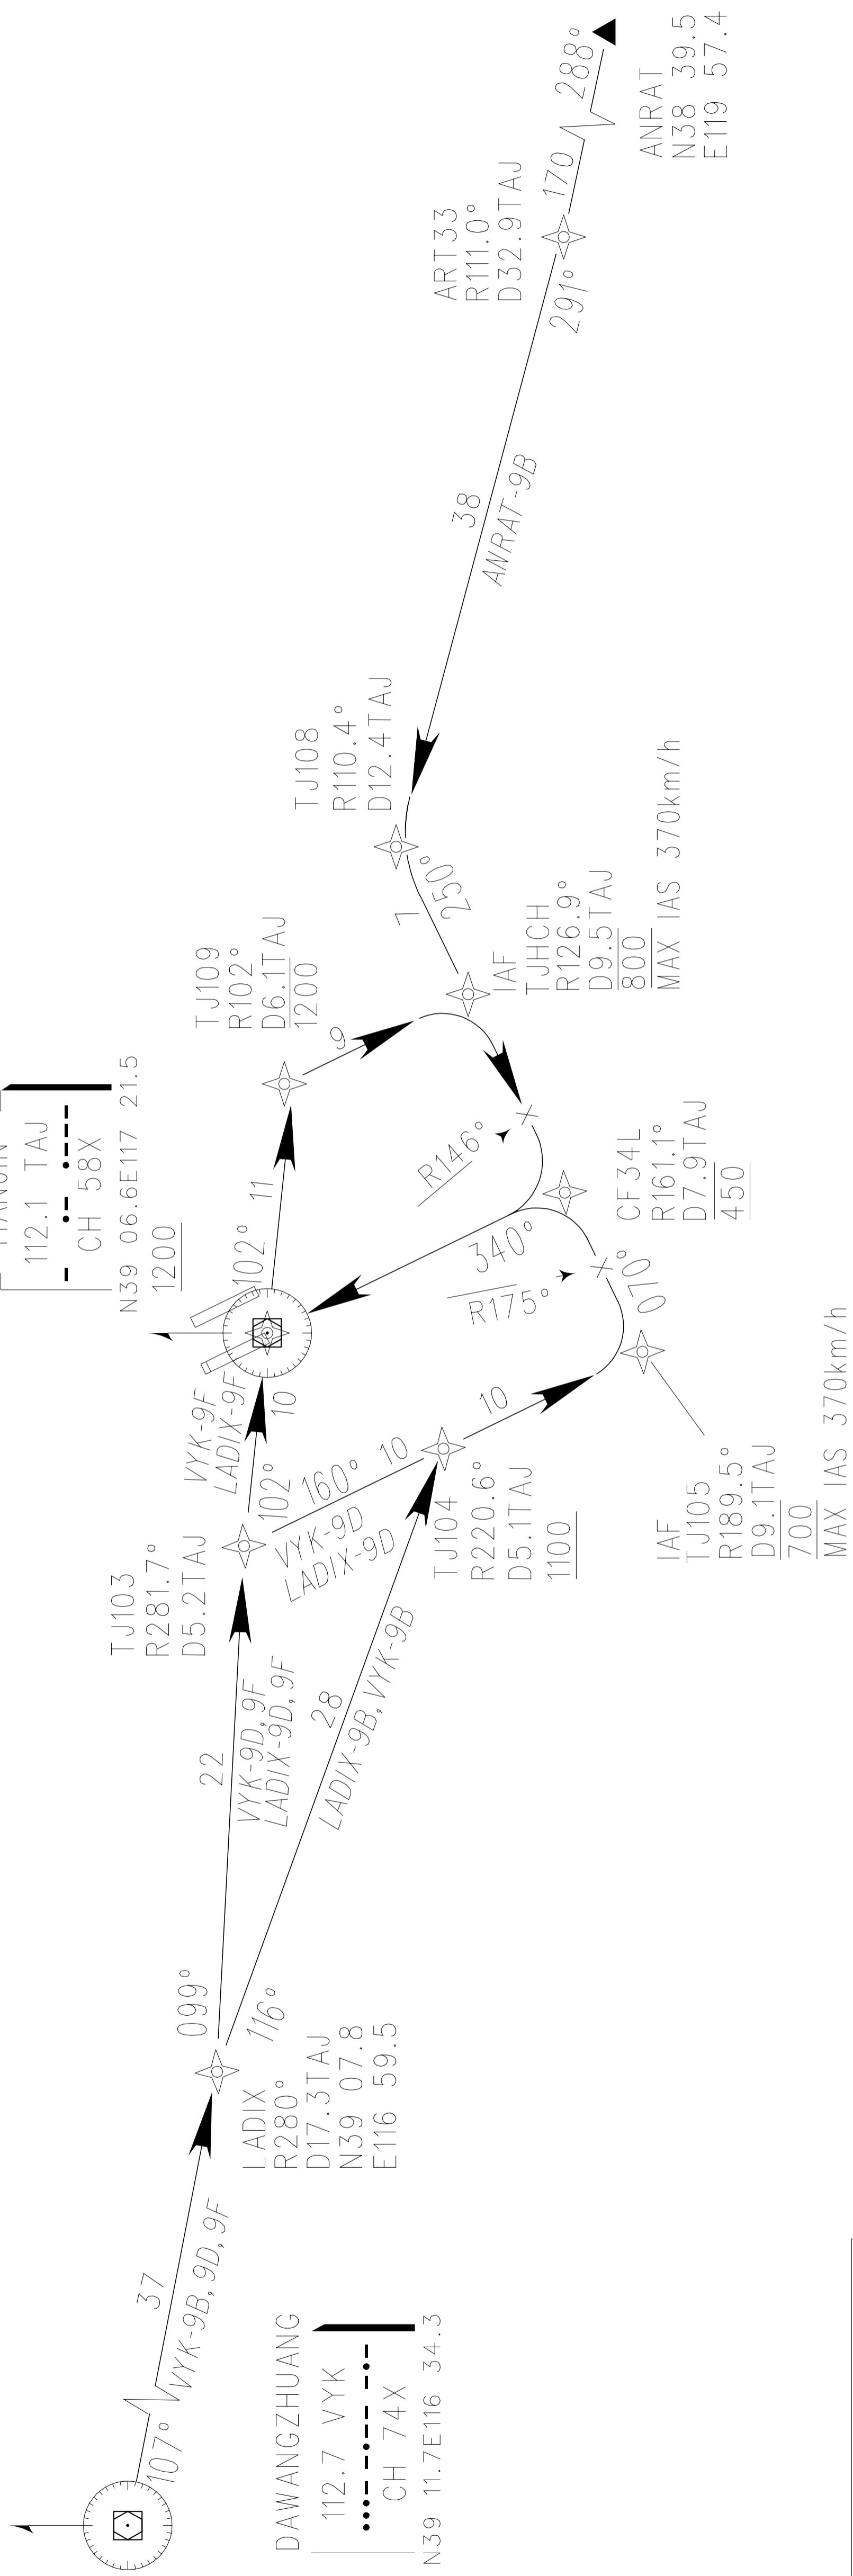 107°
37
VYK-9B,9D,9F
DAWANGZHUANG
112.7 VYK
CH 74X
N39 11.7E116 34.3
LADIX
R280°
D17.3TAJ
N39 07.8
E116 59.5
099°
116°
22
VYK-9D,9F
LADIX-9D,9F
28
LADIX-9B,VYK-9B
TJ103
R281.7°
D5.2TAJ
102°
10
VYK-9F
LADIX-9F
160°
10
VYK-9D
LADIX-9D
TJ104
R220.6°
D5.1TAJ
1100
10
IAF
TJ105
R189.5°
D9.1TAJ
700
MAX IAS 370km/h
070°
R175°
340°
CF34L
R161.1°
D7.9TAJ
450
R146°
112.1 TAJ
CH 58X
N39 06.6E117 21.5
1200
102°
11
TJ109
R102°
D6.1TAJ
1200
9
IAF
TJHCH
R126.9°
D9.5TAJ
800
MAX IAS 370km/h
7
250°
TJ108
R110.4°
D12.4TAJ
38
ANRAT-9B
ART33
R111.0°
D32.9TAJ
291°
170
288°
ANRAT
N38 39.5
E119 57.4